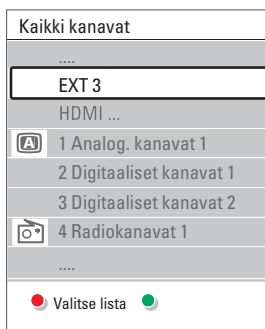 Kaikki kanavat
....
EXT 3
HDMI ...
A 1 Analog. kanavat 1
2 Digitaaliset kanavat 1
3 Digitaaliset kanavat 2
4 Radiokanavat 1
....
Valitse lista